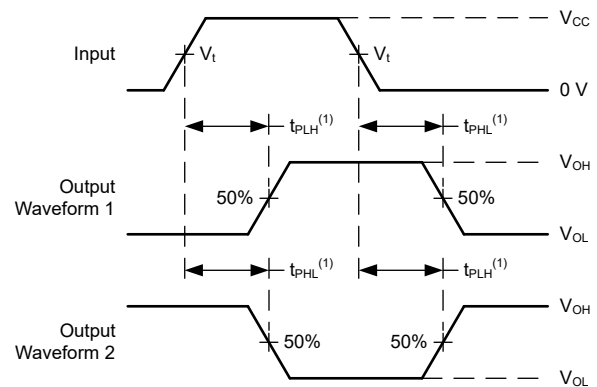 V_CC
Input
V_t
V_t
0 V
t_PLH^(1)
t_PHL^(1)
V_OH
Output
Waveform 1
50%
50%
V_OL
t_PHL^(1)
t_PLH^(1)
V_OH
Output
Waveform 2
50%
50%
V_OL